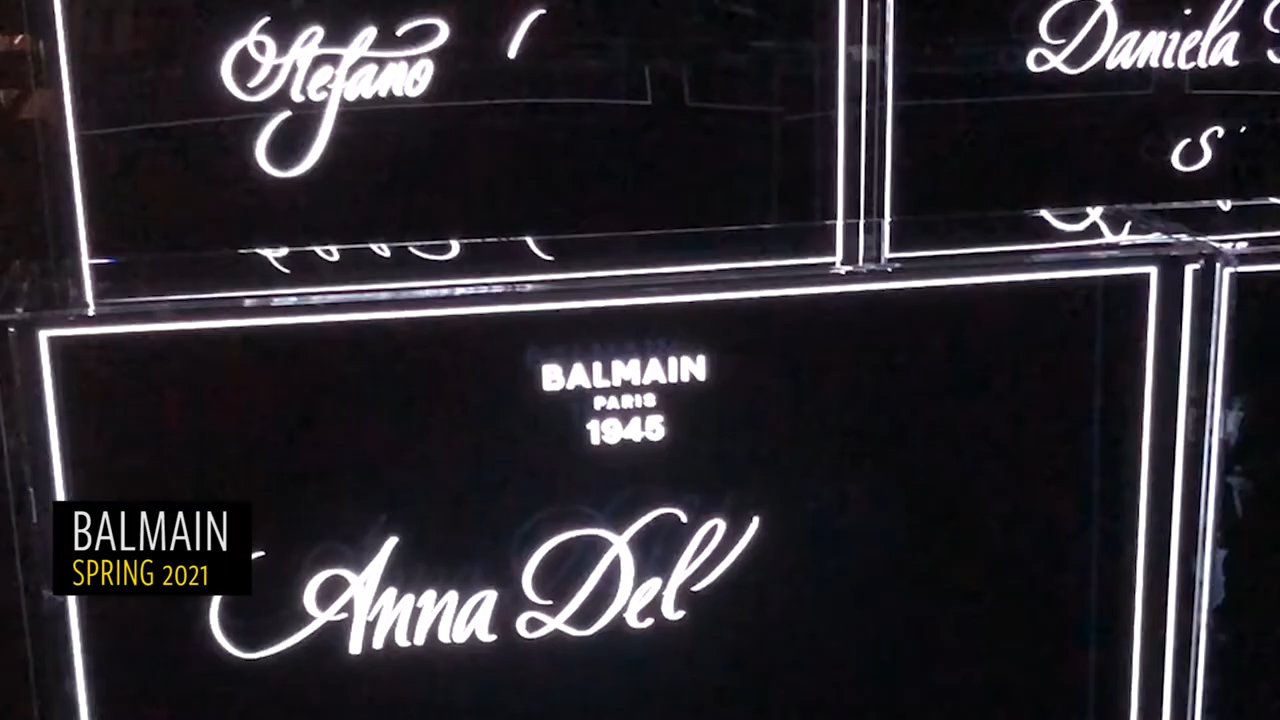 Stefano
Daniela
BALMAIN
PARIS
1945
Anna Del
BALMAIN
SPRING 2021